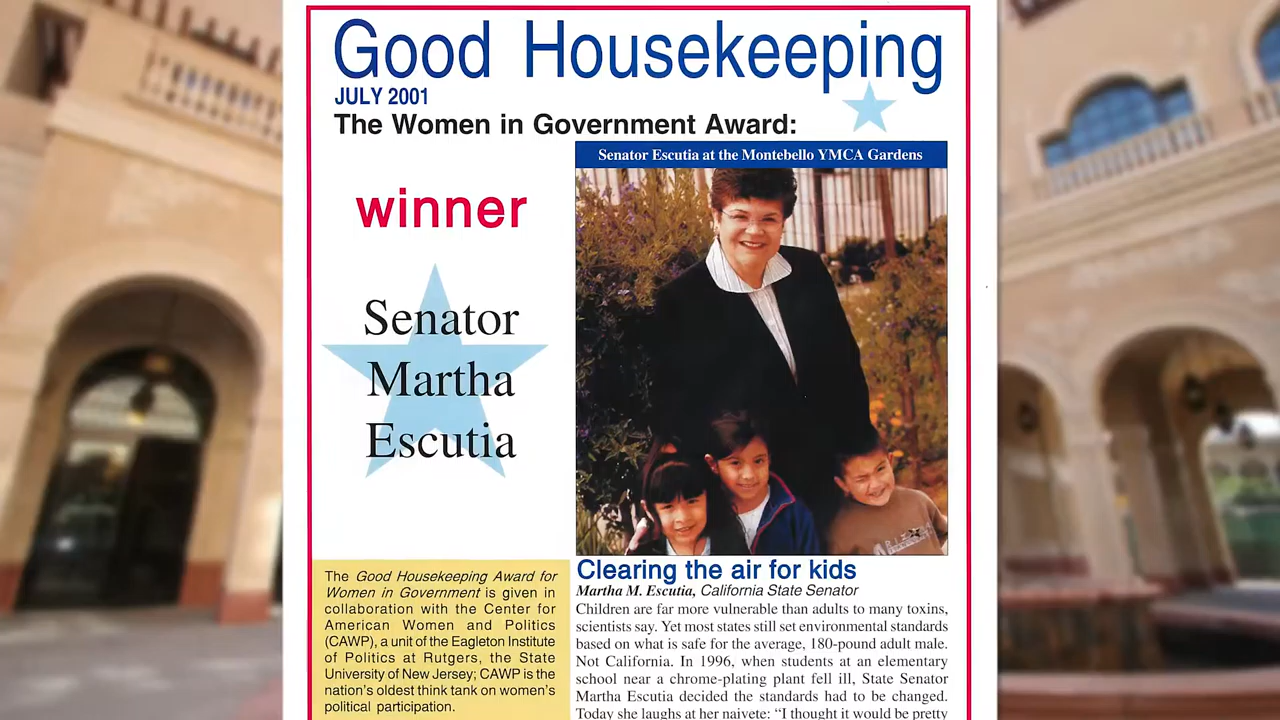 Good Housekeeping
JULY 2001
The Women in Government Award:
Senator Escutia at the Montebello YMCA Gardens
winner
Senator
Martha
Escutia
The Good Housekeeping Award for
Women in Government is given in
collaboration with the Center for
American Women and Politics
(CAWP), a unit of the Eagleton Institute
of Politics at Rutgers, the State
University of New Jersey; CAWP is the
nation's oldest think tank on women's
political participation.
Clearing the air for kids
Martha M. Escutia, California State Senator
Children are far more vulnerable than adults to many toxins,
scientists say. Yet most states still set environmental standards
based on what is safe for the average, 180-pound adult male.
Not California. In 1996, when students at an elementary
school near a chrome-plating plant fell ill, State Senator
Martha Escutia decided the standards had to be changed.
Today she laughs at her naivete: “I thought it would be pretty